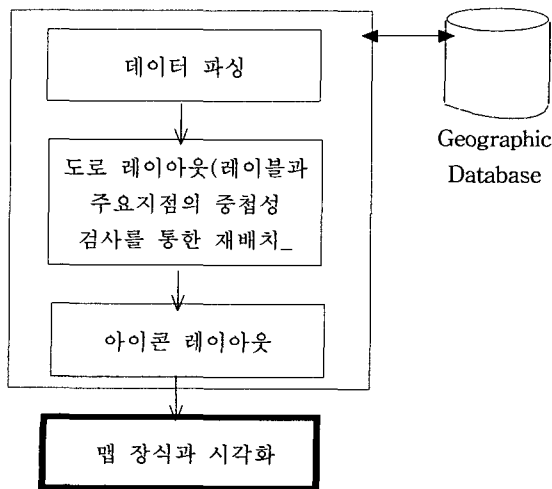 데이터 파싱
Geographic
Database
도로 레이아웃(레이블과
주요지점의 중첩성
검사를 통한 재배치_
아이콘 레이아웃
맵 장식과 시각화